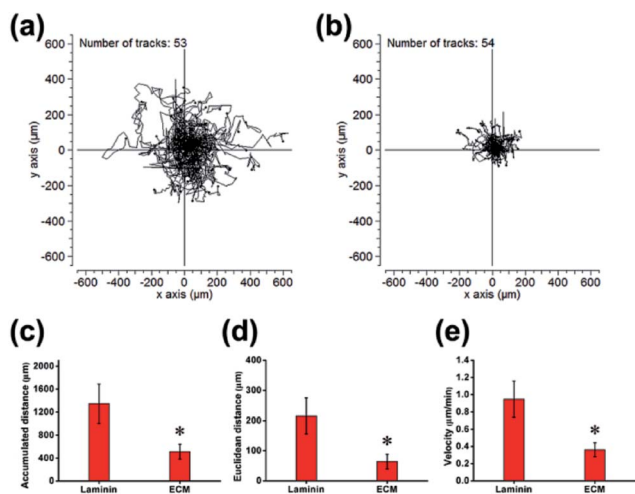 (a)
Number of tracks: 53
600
400
200
0
-200
-400
-600
y axis (µm)
-600 -400 -200 0 200 400 600
x axis (µm)
(b)
Number of tracks: 54
600
400
200
0
-200
-400
-600
y axis (µm)
-600 -400 -200 0 200 400 600
x axis (µm)
(c)
Accumulated distance (µm)
2000
1600
1200
800
400
0
*
Laminin ECM
(d)
Euclidean distance (µm)
400
300
200
100
0
*
Laminin ECM
(e)
Velocity (µm/min)
1.4
1.2
1.0
0.8
0.6
0.4
0.2
0.0
*
Laminin ECM